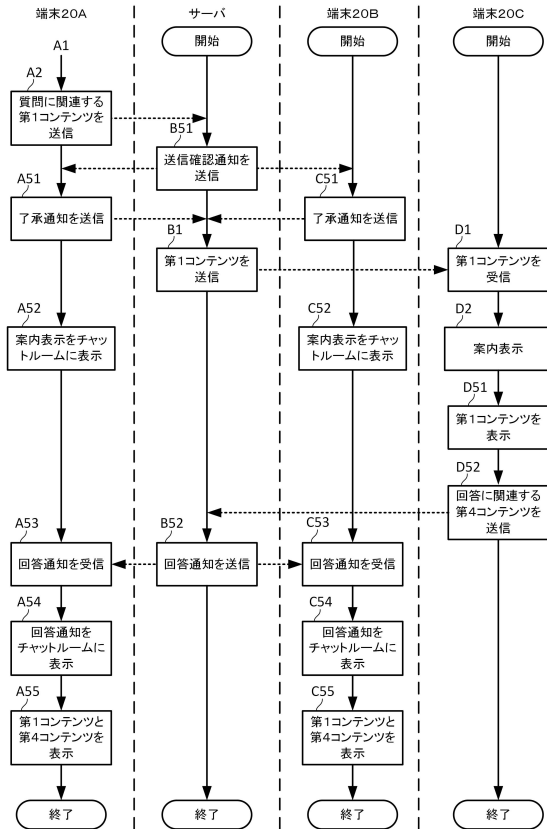 端末20A
サーバ
端末20B
端末20C
A1
開始
開始
開始
A2
質問に関連する
第1コンテンツを
送信
B51
送信確認通知を
送信
A51
了承通知を送信
C51
了承通知を送信
B1
第1コンテンツを
送信
D1
第1コンテンツを
受信
A52
案内表示をチャッ
トルームに表示
C52
案内表示をチャッ
トルームに表示
D2
案内表示
D51
第1コンテンツを
表示
D52
回答に関連する
第4コンテンツを
送信
A53
回答通知を受信
B52
回答通知を送信
C53
回答通知を受信
A54
回答通知を
チャットルームに
表示
C54
回答通知を
チャットルームに
表示
A55
第1コンテンツと
第4コンテンツを
表示
C55
第1コンテンツと
第4コンテンツを
表示
終了
終了
終了
終了